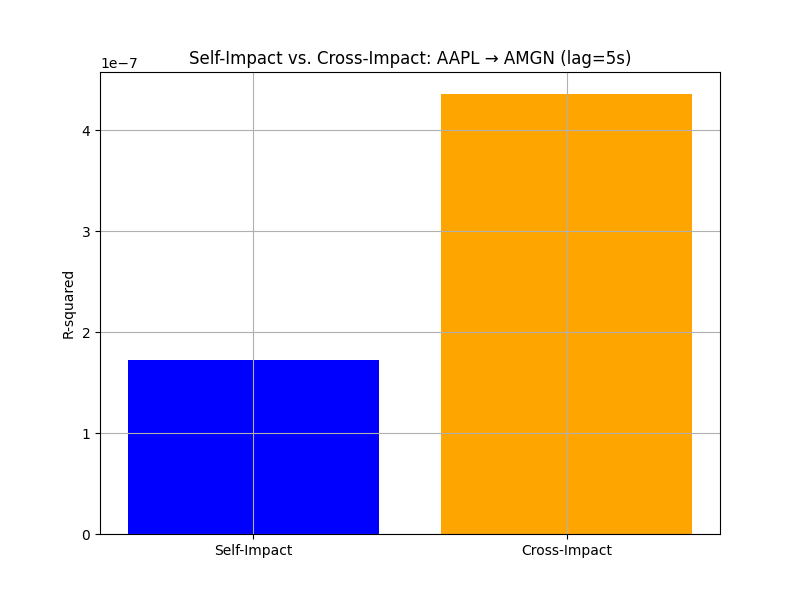 Self-Impact vs. Cross-Impact: AAPL → AMGN (lag=5s)
1e−7
4
3
2
1
0
R-squared
Self-Impact
Cross-Impact